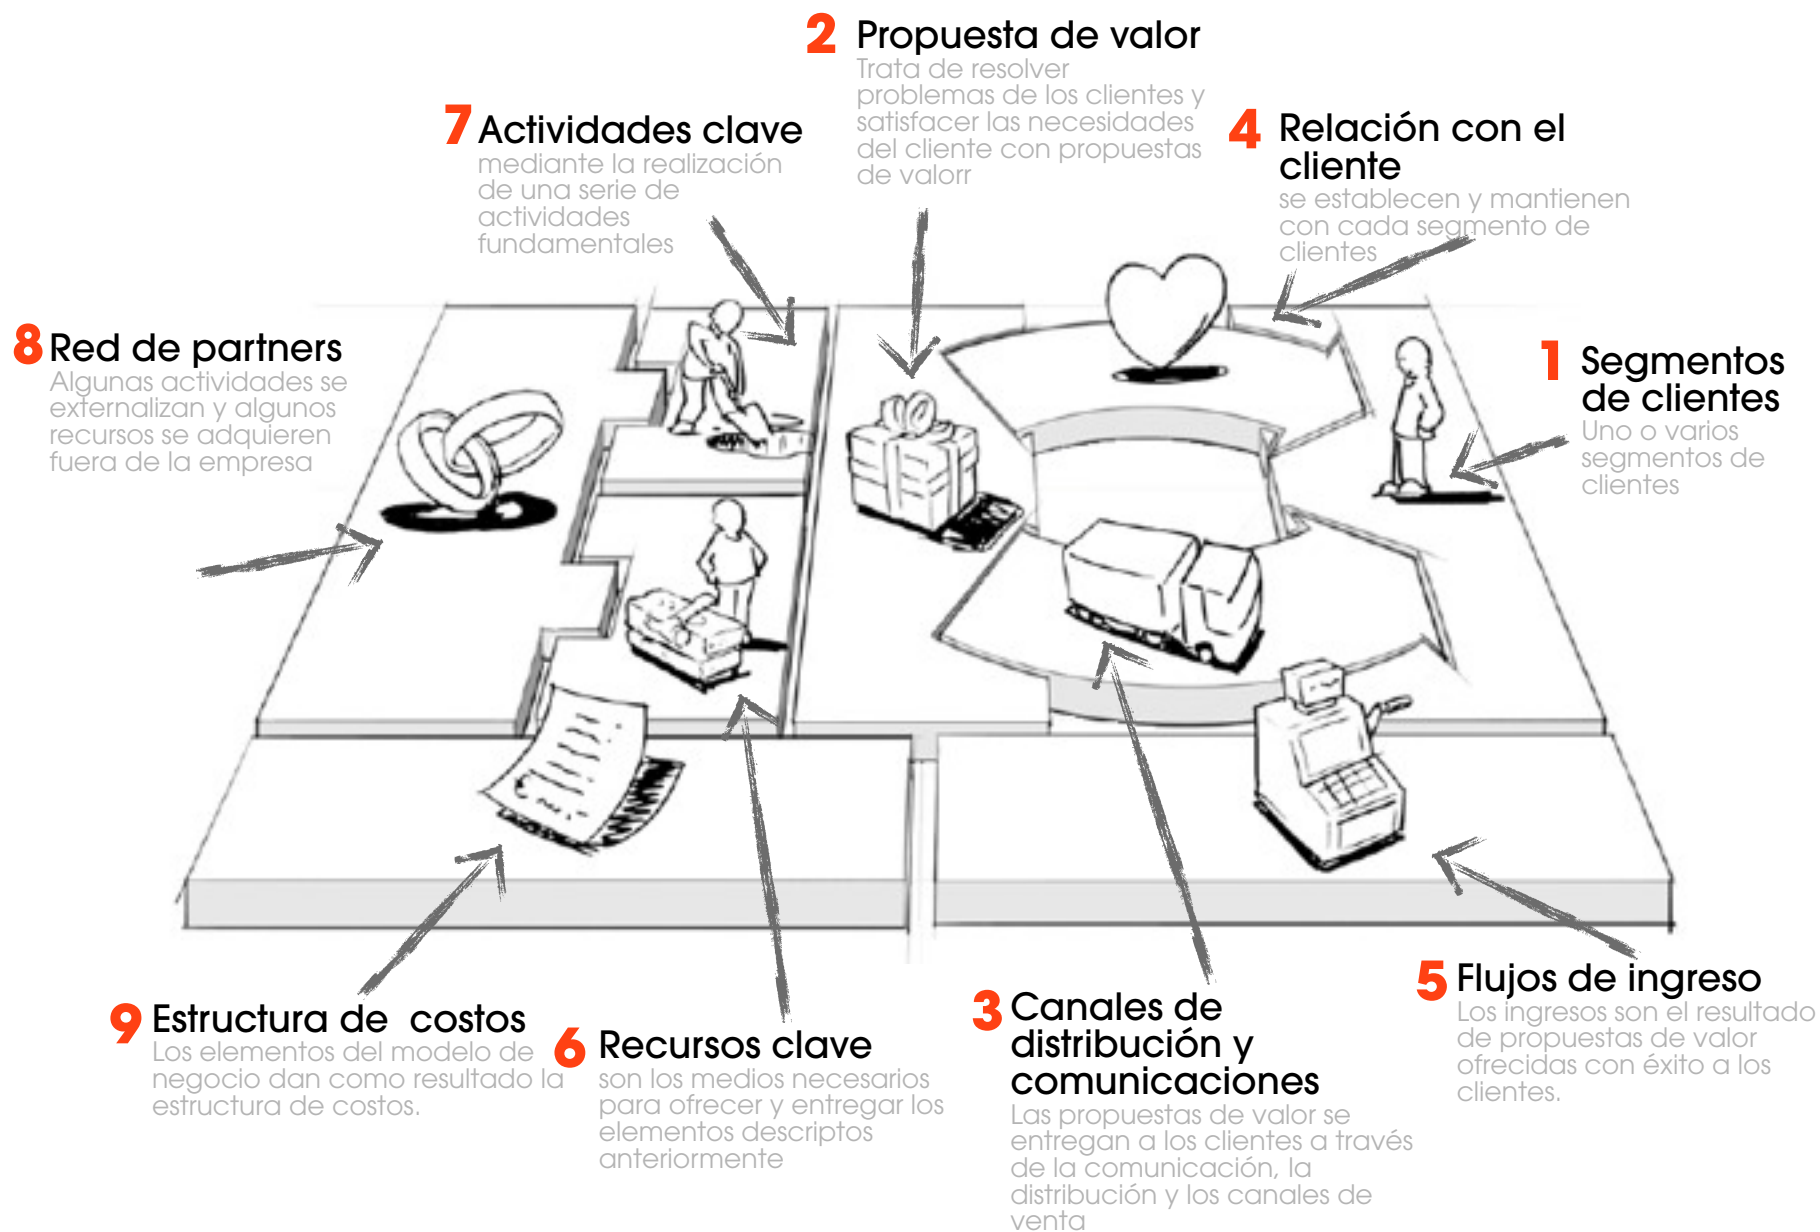 2 Propuesta de valor
Trata de resolver
problemas de los clientes y
satisfacer las necesidades
del cliente con propuestas
de valorr
7 Actividades clave
mediante la realización
de una serie de
actividades
fundamentales
4 Relación con el
cliente
se establecen y mantienen
con cada segmento de
clientes
8 Red de partners
Algunas actividades se
externalizan y algunos
recursos se adquieren
fuera de la empresa
1 Segmentos
de clientes
Uno o varios
segmentos de
clientes
9 Estructura de costos
Los elementos del modelo de
negocio dan como resultado la
estructura de costos.
6 Recursos clave
son los medios necesarios
para ofrecer y entregar los
elementos descriptos
anteriormente
3 Canales de
distribución y
comunicaciones
Las propuestas de valor se
entregan a los clientes a través
de la comunicación, la
distribución y los canales de
venta
5 Flujos de ingreso
Los ingresos son el resultado
de propuestas de valor
ofrecidas con éxito a los
clientes.